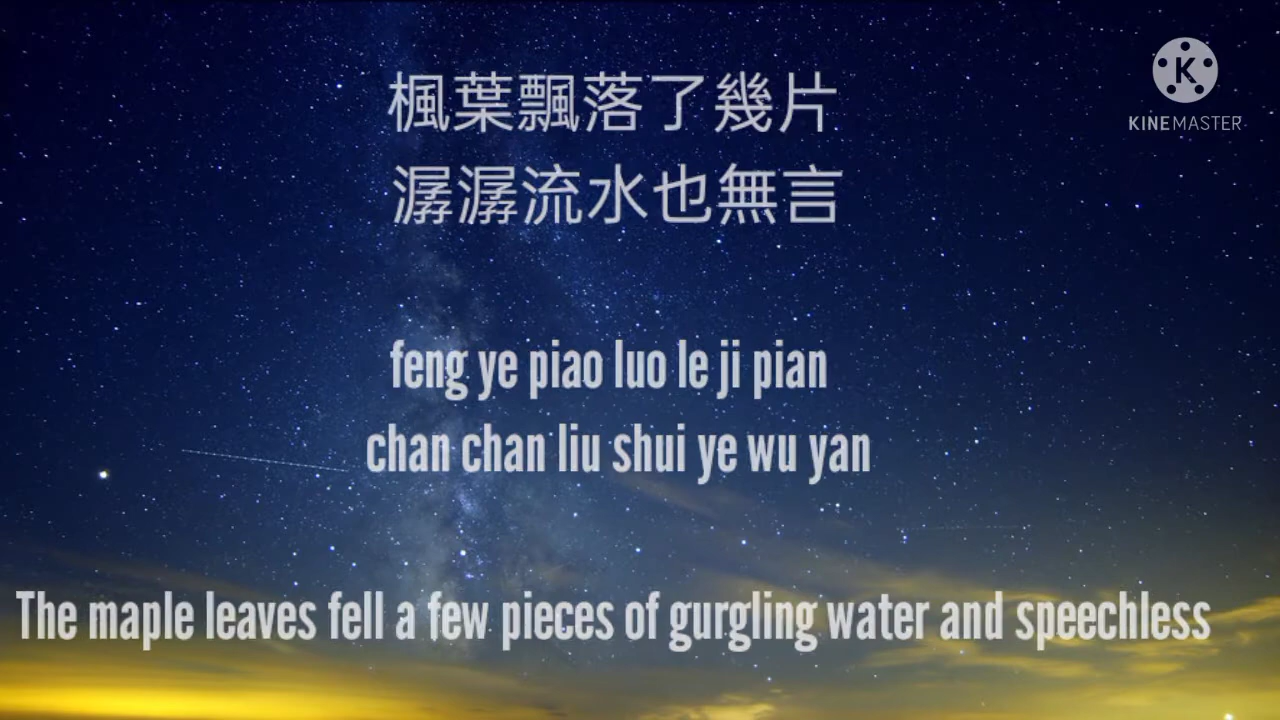 楓葉飄落了幾片
潺潺流水也無言
feng ye piao luo le ji pian
chan chan liu shui ye wu yan
The maple leaves fell a few pieces of gurgling water and speechless
K
KINEMASTER